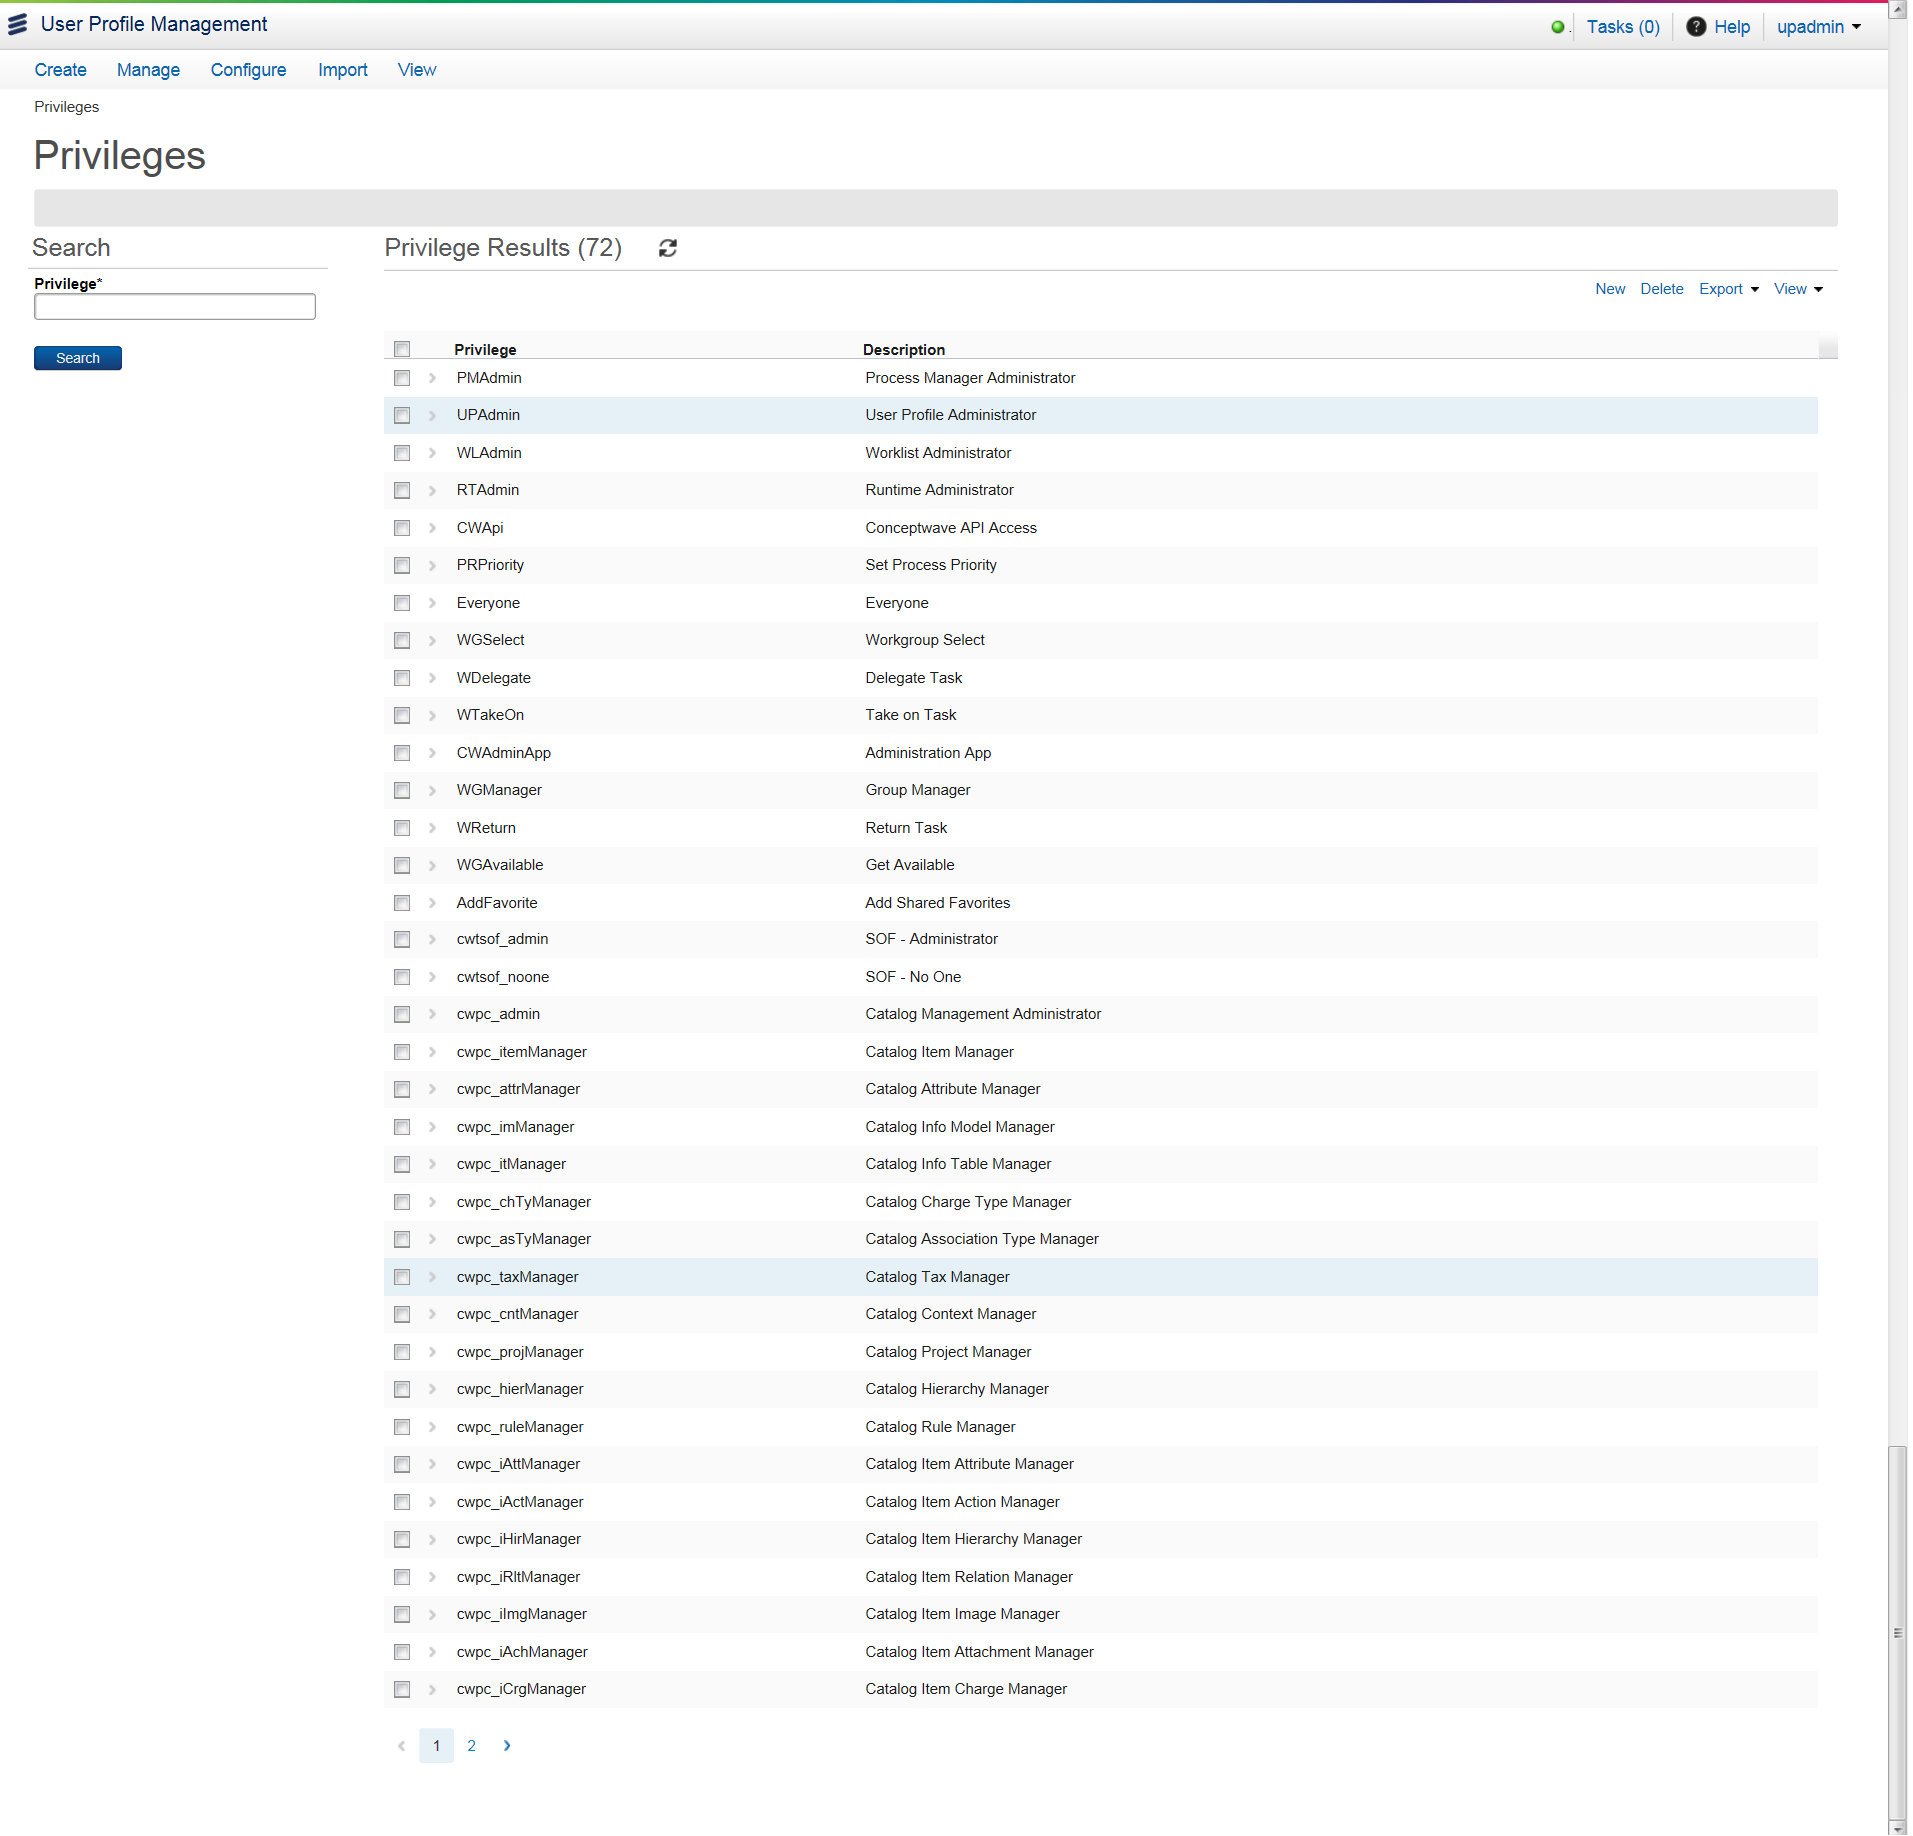 User Profile Management
Tasks (0) Help upadmin
Create Manage Configure Import View
Privileges
Privileges
Search
Privilege*
Search
Privilege Results (72)
New Delete Export View
Privilege Description
PMAdmin Process Manager Administrator
UPAdmin User Profile Administrator
WLAdmin Worklist Administrator
RTAdmin Runtime Administrator
CWApi Conceptwave API Access
PRPriority Set Process Priority
Everyone Everyone
WGSelect Workgroup Select
WDelegate Delegate Task
WTakeOn Take on Task
CWAdminApp Administration App
WGManager Group Manager
WReturn Return Task
WGAvailable Get Available
AddFavorite Add Shared Favorites
cwtsof_admin SOF - Administrator
cwtsof_noone SOF - No One
cwpc_admin Catalog Management Administrator
cwpc_itemManager Catalog Item Manager
cwpc_attrManager Catalog Attribute Manager
cwpc_imManager Catalog Info Model Manager
cwpc_itManager Catalog Info Table Manager
cwpc_chTyManager Catalog Charge Type Manager
cwpc_asTyManager Catalog Association Type Manager
cwpc_taxManager Catalog Tax Manager
cwpc_cntManager Catalog Context Manager
cwpc_projManager Catalog Project Manager
cwpc_hierManager Catalog Hierarchy Manager
cwpc_ruleManager Catalog Rule Manager
cwpc_iAttManager Catalog Item Attribute Manager
cwpc_iActManager Catalog Item Action Manager
cwpc_iHirManager Catalog Item Hierarchy Manager
cwpc_iRltManager Catalog Item Relation Manager
cwpc_iImgManager Catalog Item Image Manager
cwpc_iAchManager Catalog Item Attachment Manager
cwpc_iCrgManager Catalog Item Charge Manager
1 2